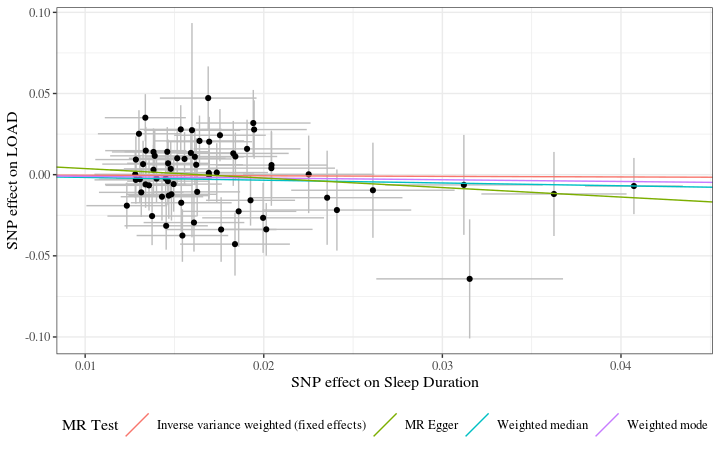 0.10
0.05
0.00
-0.05
-0.10
SNP effect on LOAD
0.01 0.02 0.03 0.04
SNP effect on Sleep Duration
MR Test Inverse variance weighted (fixed effects) MR Egger Weighted median Weighted mode